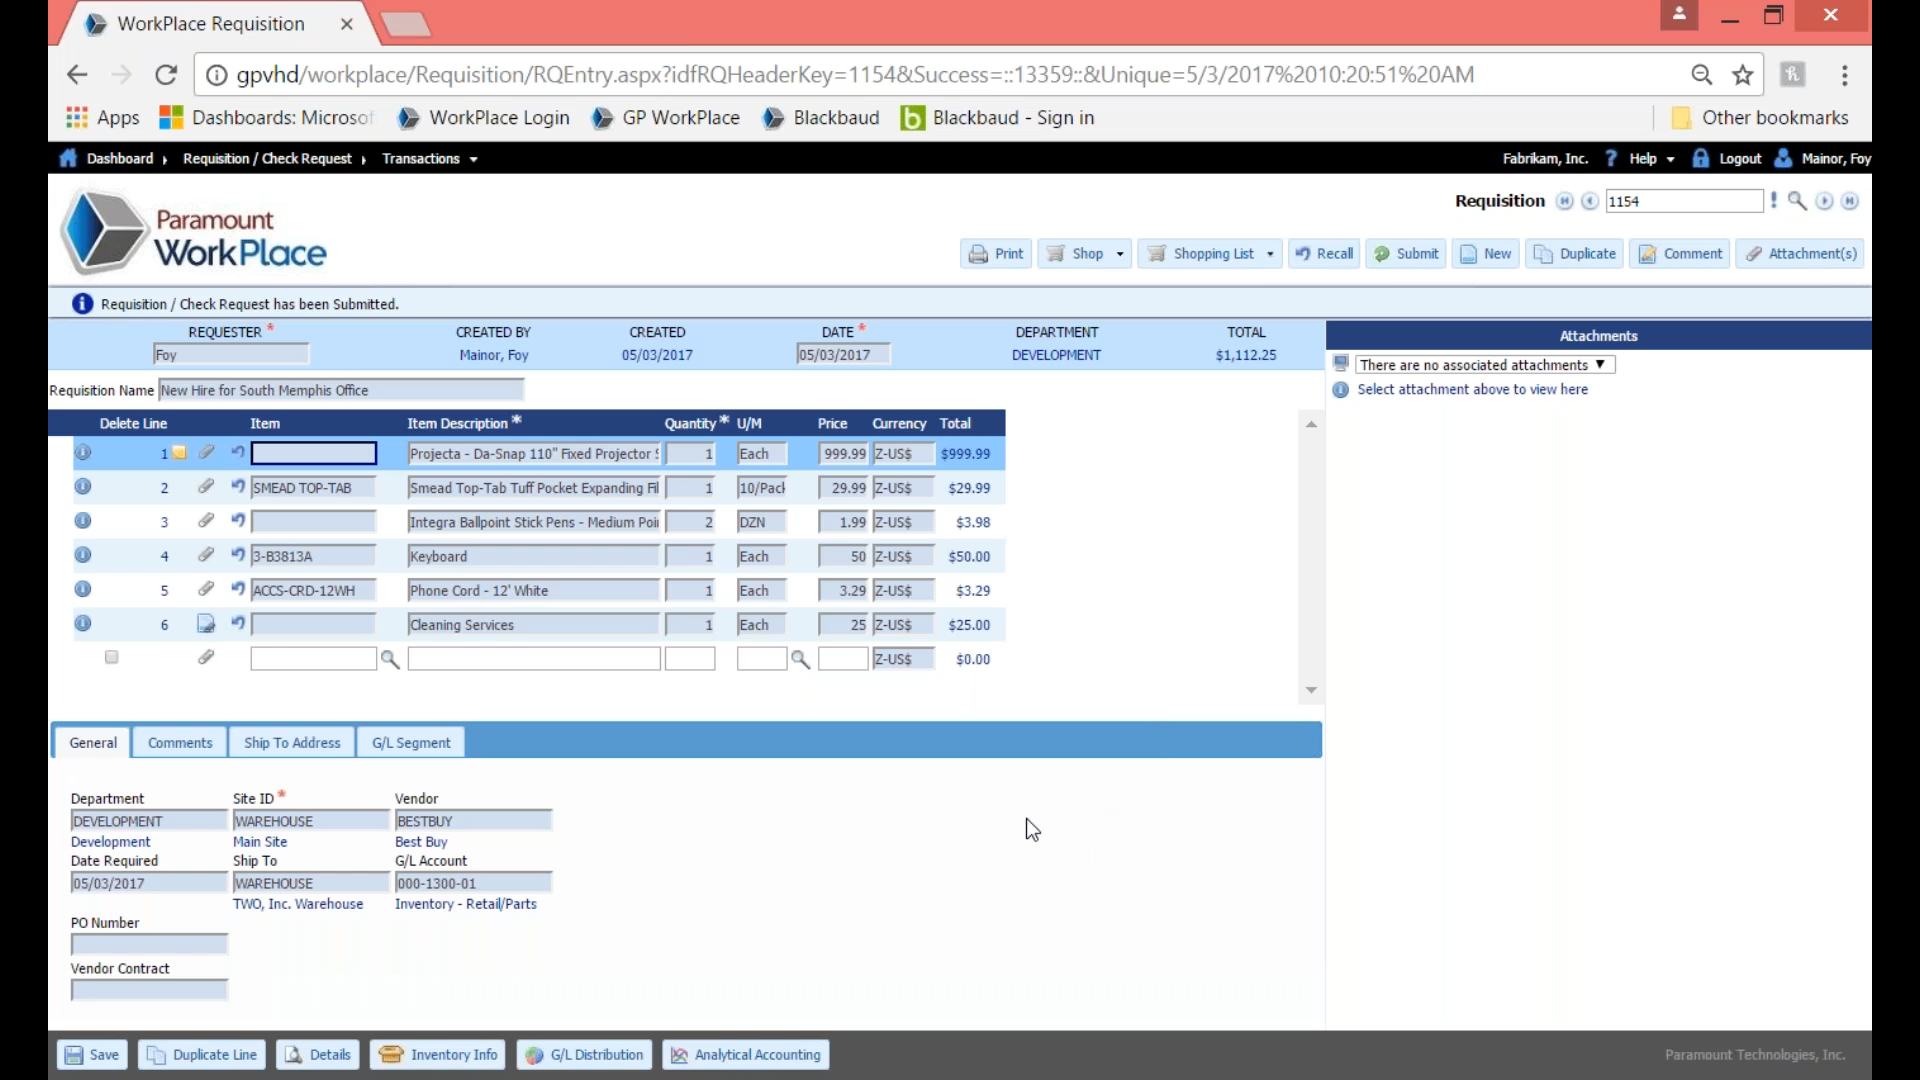 WorkPlace Requisition
gpvhd/workplace/Requisition/RQEntry.aspx?idfRQHeaderKey=1154&Success=::13359::&Unique=5/3/2017%2010:20:51%20AM
Apps Dashboards: Microsof WorkPlace Login GP WorkPlace Blackbaud Blackbaud - Sign in Other bookmarks
Dashboard Requisition / Check Request Transactions Fabrikam, Inc. ? Help Logout Mainor, Foy
Requisition 1154
Paramount
WorkPlace
Print Shop Shopping List Recall Submit New Duplicate Comment Attachment(s)
Requisition / Check Request has been Submitted.
REQUESTER * CREATED BY CREATED DATE * DEPARTMENT TOTAL Attachments
Foy Mainor, Foy 05/03/2017 05/03/2017 DEVELOPMENT $1,112.25
There are no associated attachments
Requisition Name New Hire for South Memphis Office Select attachment above to view here
Delete Line Item Item Description * Quantity * U/M Price Currency Total
1 Projecta - Da-Snap 110" Fixed Projector S 1 Each 999.99 Z-US$ $999.99
2 SMEAD TOP-TAB Smead Top-Tab Tuff Pocket Expanding Fil 1 10/Pack 29.99 Z-US$ $29.99
3 Integra Ballpoint Stick Pens - Medium Poin 2 DZN 1.99 Z-US$ $3.98
4 3-B3813A Keyboard 1 Each 50 Z-US$ $50.00
5 ACCS-CRD-12WH Phone Cord - 12' White 1 Each 3.29 Z-US$ $3.29
6 Cleaning Services 1 Each 25 Z-US$ $25.00
Z-US$ $0.00
General Comments Ship To Address G/L Segment
Department Site ID * Vendor
DEVELOPMENT WAREHOUSE BESTBUY
Development Main Site Best Buy
Date Required Ship To G/L Account
05/03/2017 WAREHOUSE 000-1300-01
TWO, Inc. Warehouse Inventory - Retail/Parts
PO Number
Vendor Contract
Save Duplicate Line Details Inventory Info G/L Distribution Analytical Accounting Paramount Technologies, Inc.